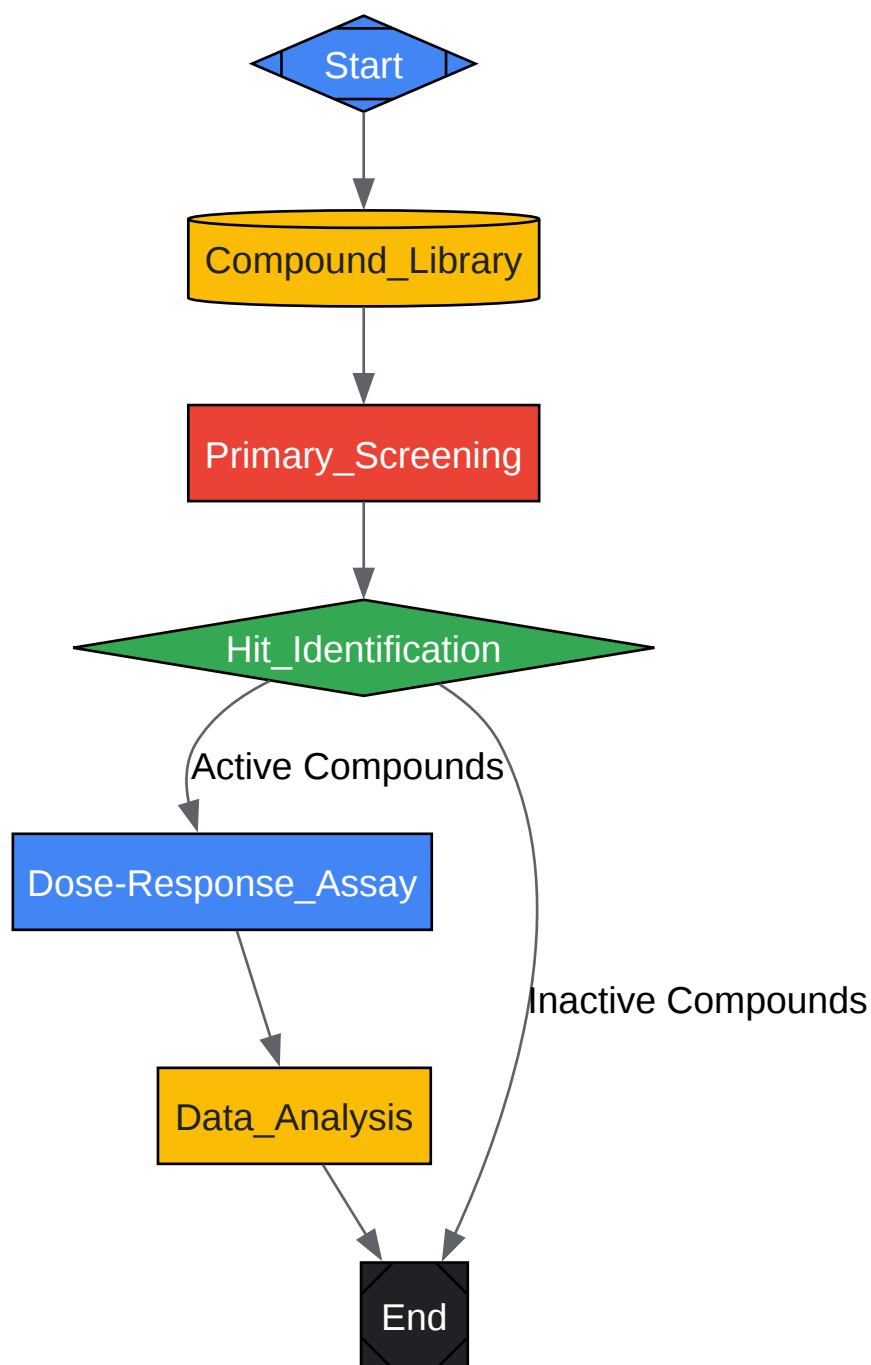 Start
Compound_Library
Primary_Screening
Hit_Identification
Active Compounds
Dose-Response_Assay
Inactive Compounds
Data_Analysis
End